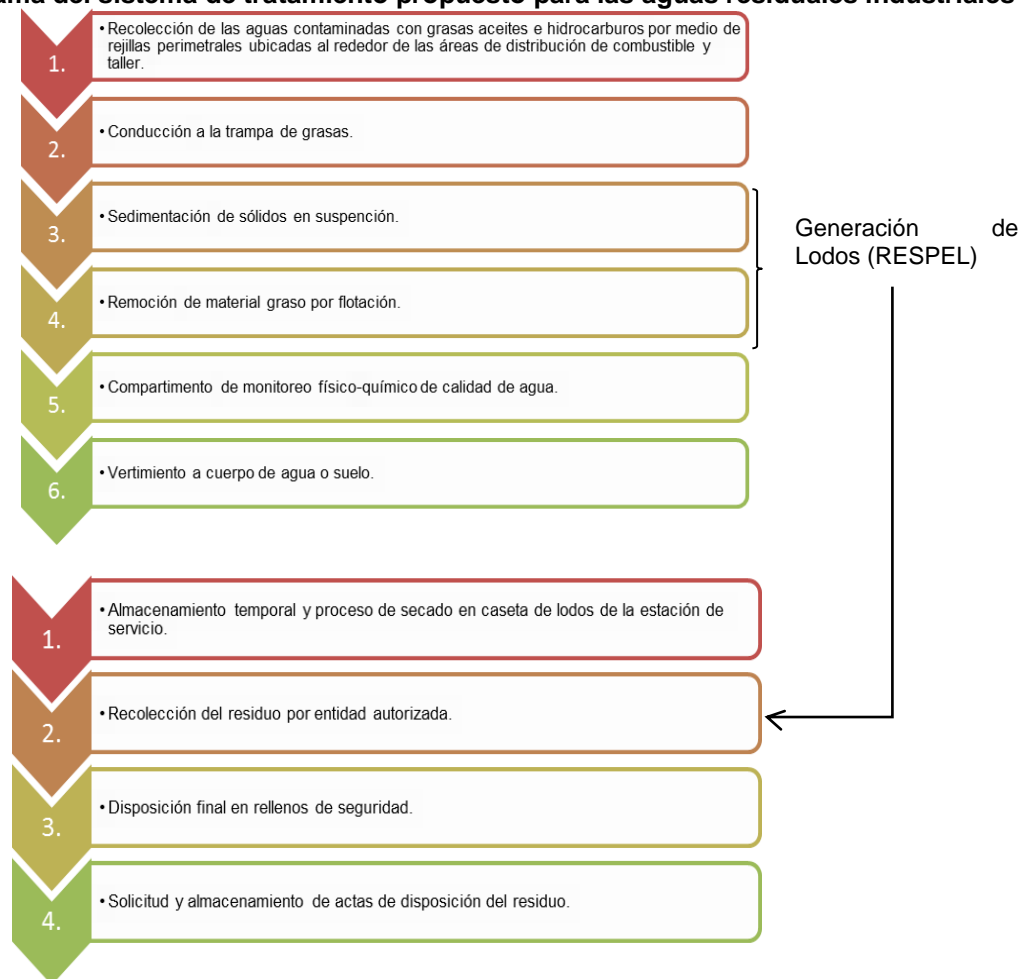 ama del sistema de tratamiento propuesto para las aguas residuales industriales
1.
• Recolección de las aguas contaminadas con grasas aceites e hidrocarburos por medio de
rejillas perimetrales ubicadas al rededor de las áreas de distribución de combustible y
taller.
2.
• Conducción a la trampa de grasas.
3.
• Sedimentación de sólidos en suspención.
4.
• Remoción de material graso por flotación.
5.
• Compartimento de monitoreo físico-químico de calidad de agua.
6.
• Vertimiento a cuerpo de agua o suelo.
Generación de
Lodos (RESPEL)
1.
• Almacenamiento temporal y proceso de secado en caseta de lodos de la estación de
servicio.
2.
• Recolección del residuo por entidad autorizada.
3.
• Disposición final en rellenos de seguridad.
4.
• Solicitud y almacenamiento de actas de disposición del residuo.